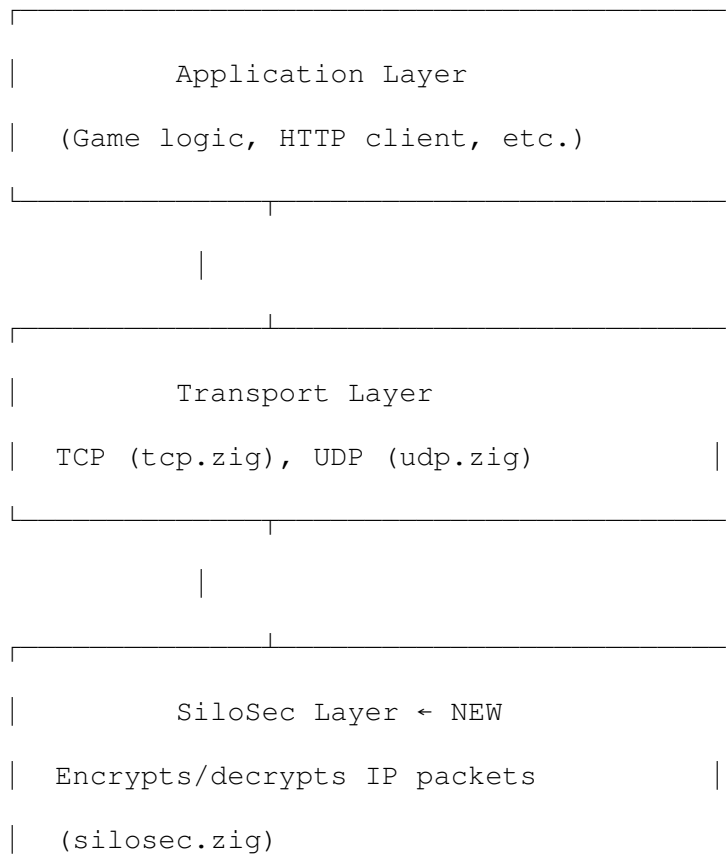 Application Layer
(Game logic, HTTP client, etc.)
Transport Layer
TCP (tcp.zig), UDP (udp.zig)
SiloSec Layer ← NEW
Encrypts/decrypts IP packets
(silosec.zig)